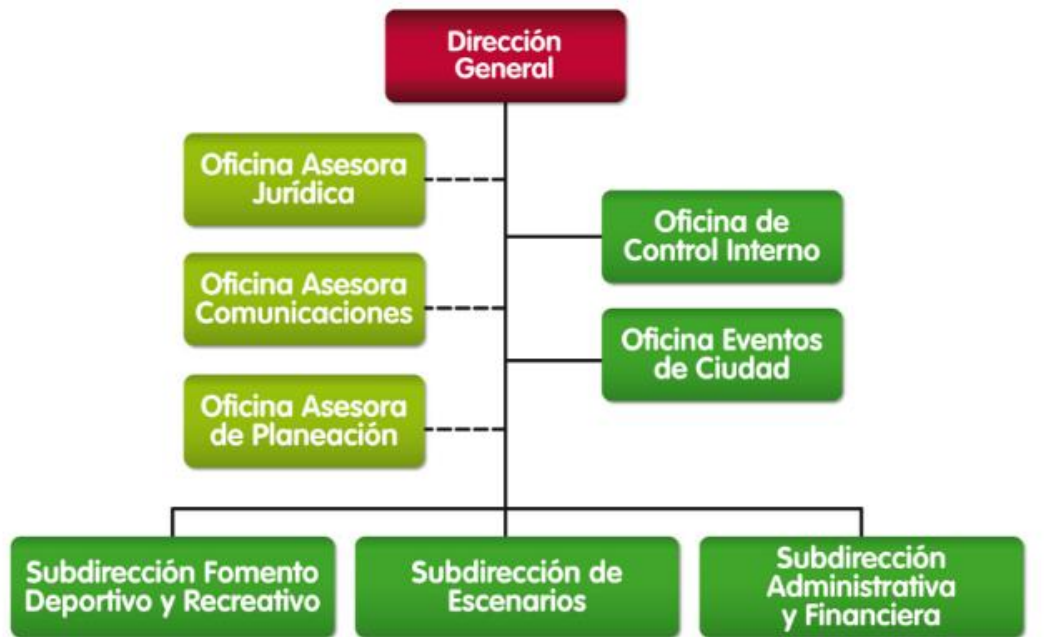 Dirección
General
Oficina Asesora
Jurídica
Oficina de
Control Interno
Oficina Asesora
Comunicaciones
Oficina Eventos
de Ciudad
Oficina Asesora
de Planeación
Subdirección Fomento
Deportivo y Recreativo
Subdirección de
Escenarios
Subdirección
Administrativa
y Financiera